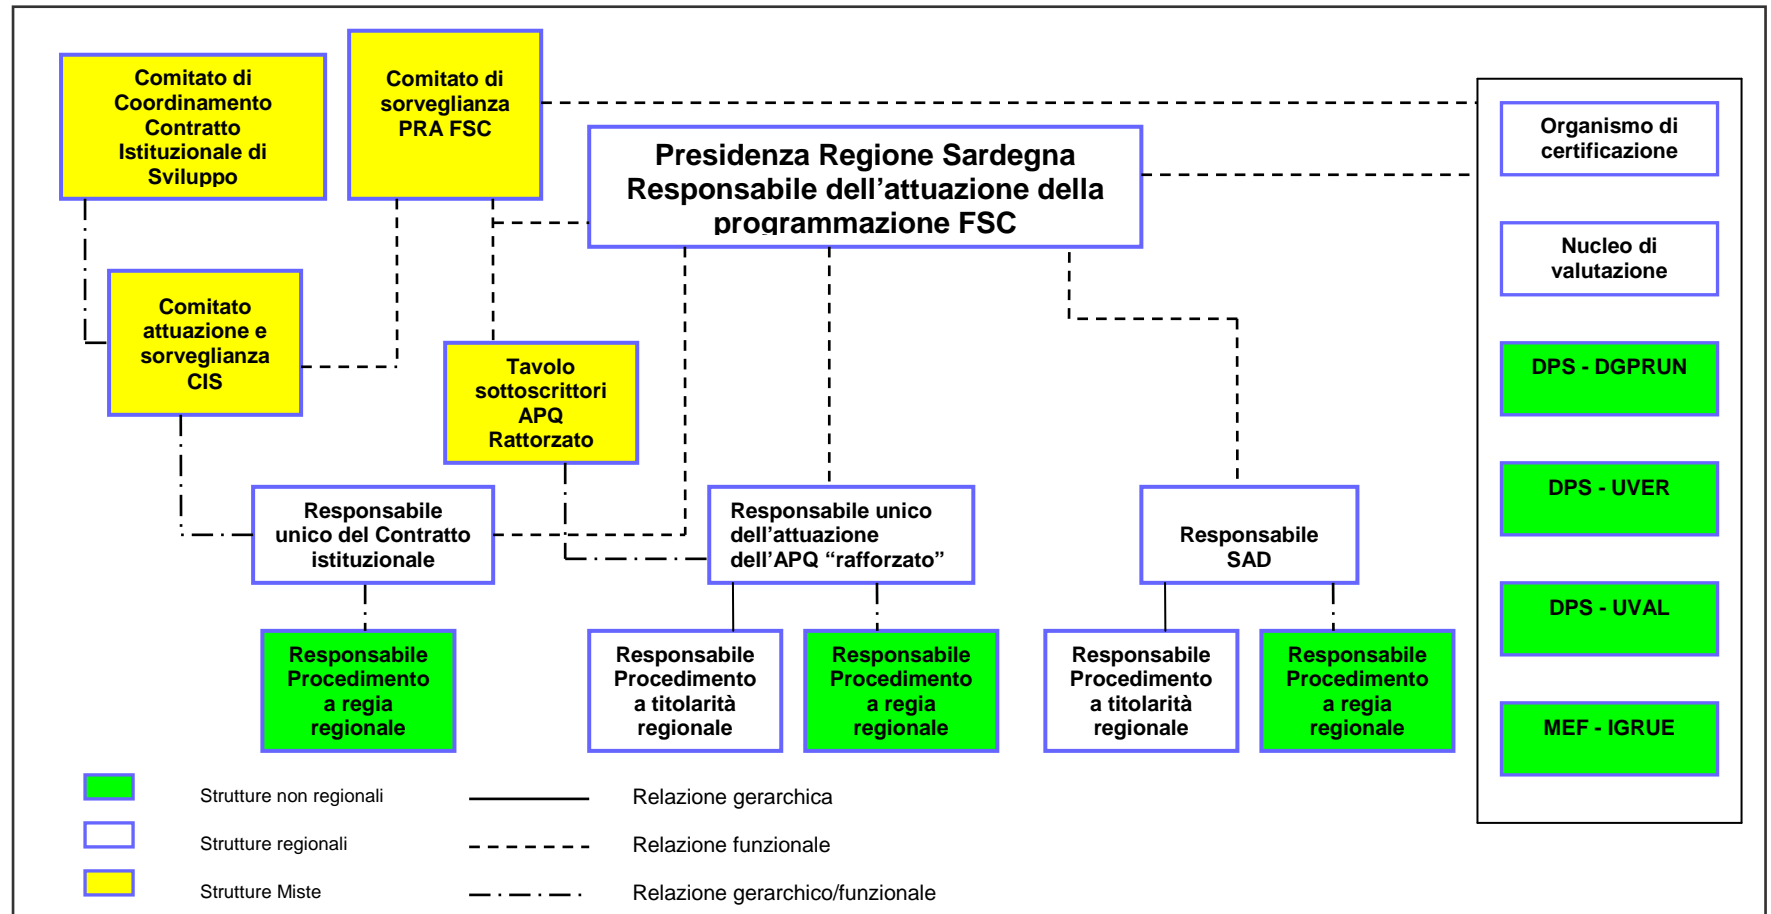 Comitato di
Coordinamento
Contratto
Istituzionale di
Sviluppo
Comitato di
sorveglianza
PRA FSC
Presidenza Regione Sardegna
Responsabile dell’attuazione della
programmazione FSC
Organismo di
certificazione
Nucleo di
valutazione
DPS - DGPRUN
DPS - UVER
DPS - UVAL
MEF - IGRUE
Comitato
attuazione e
sorveglianza
CIS
Tavolo
sottoscrittori
APQ
Rattorzato
Responsabile
unico del Contratto
istituzionale
Responsabile unico
dell’attuazione
dell’APQ “rafforzato”
Responsabile
SAD
Responsabile
Procedimento
a regia
regionale
Responsabile
Procedimento
a titolarità
regionale
Responsabile
Procedimento
a regia
regionale
Responsabile
Procedimento
a titolarità
regionale
Responsabile
Procedimento
a regia
regionale
Strutture non regionali
Relazione gerarchica
Strutture regionali
Relazione funzionale
Strutture Miste
Relazione gerarchico/funzionale